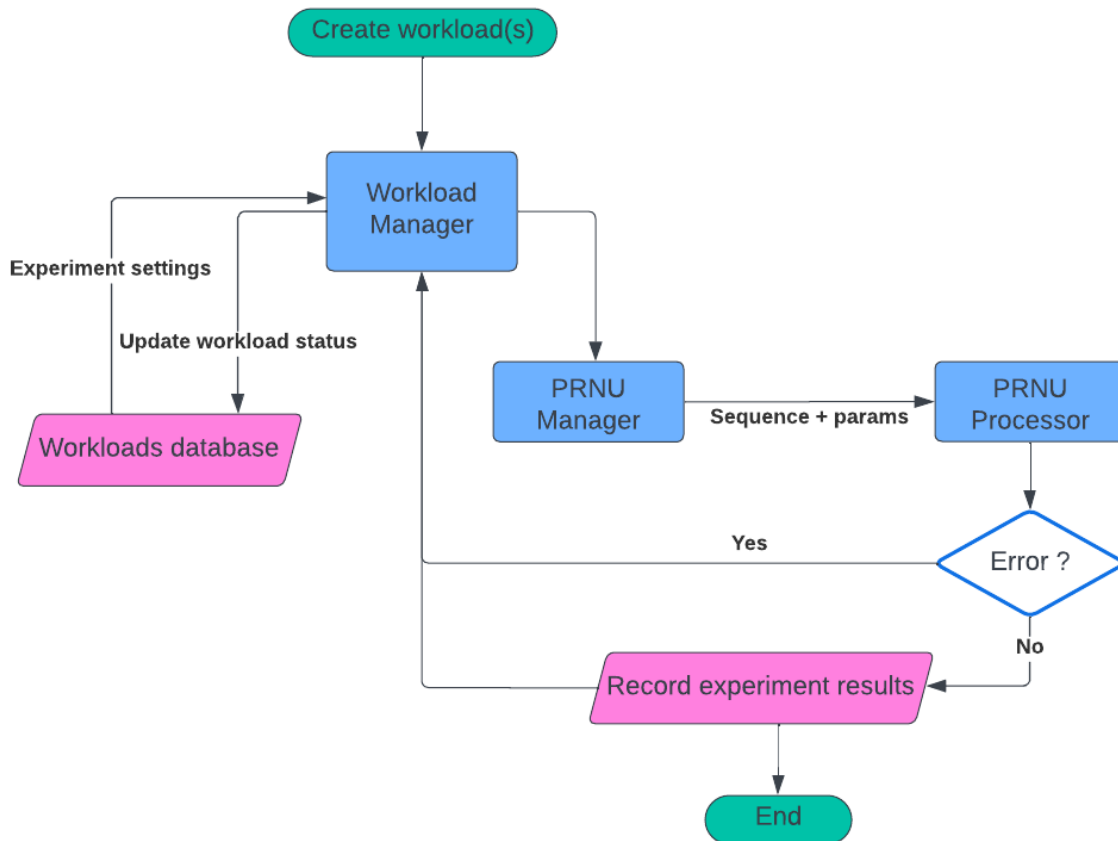 Create workload(s)
Workload
Manager
Experiment settings
Update workload status
Workloads database
PRNU
Manager
Sequence + params
PRNU
Processor
Error ?
Yes
No
Record experiment results
End